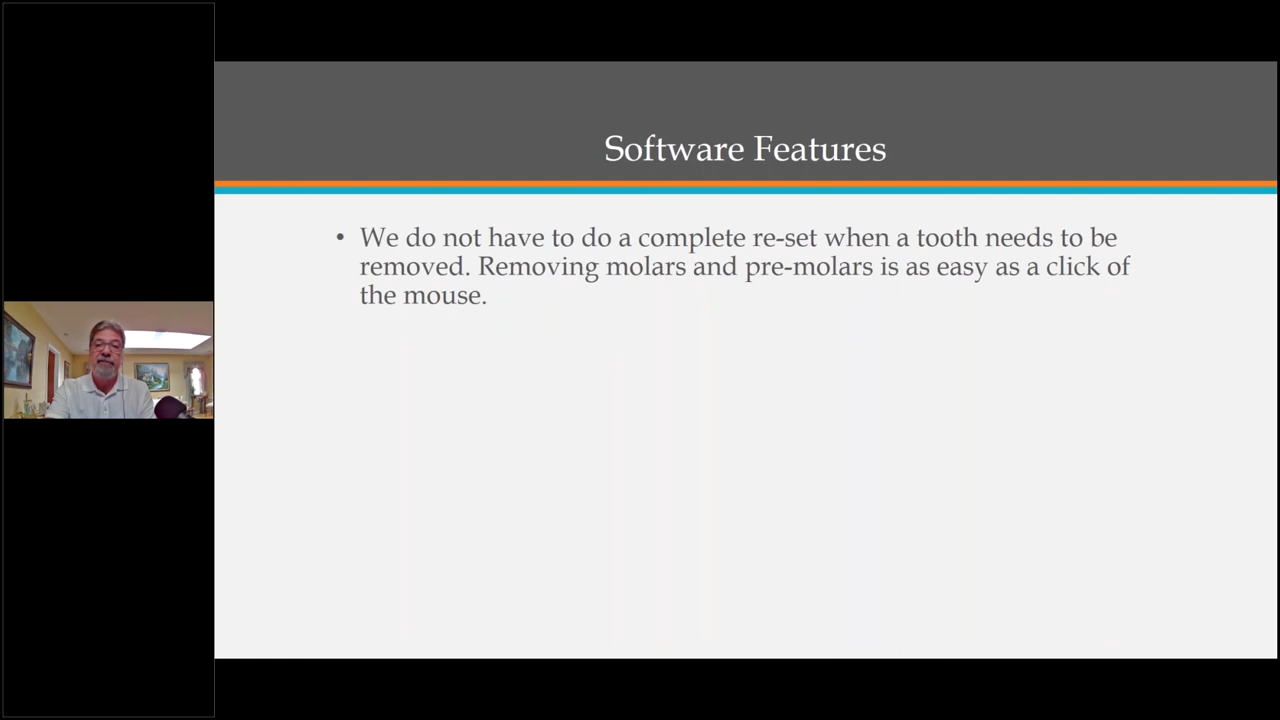 Software Features
• We do not have to do a complete re-set when a tooth needs to be
removed. Removing molars and pre-molars is as easy as a click of
the mouse.